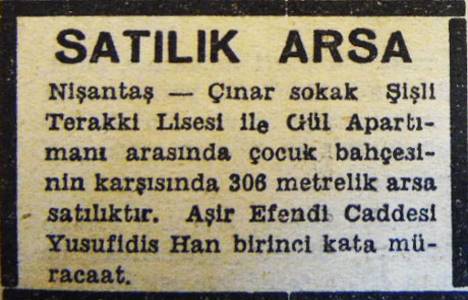 SATILIK ARSA
Nişantaş — Çınar sokak Şişli
Terakki Lisesi ile Gül Apartı-
manı arasında çocuk bahçesi-
nin karşısında 306 metrelik arsa
satılıktır. Aşir Efendi Caddesi
Yusufidis Han birinci kata mü-
racaat.